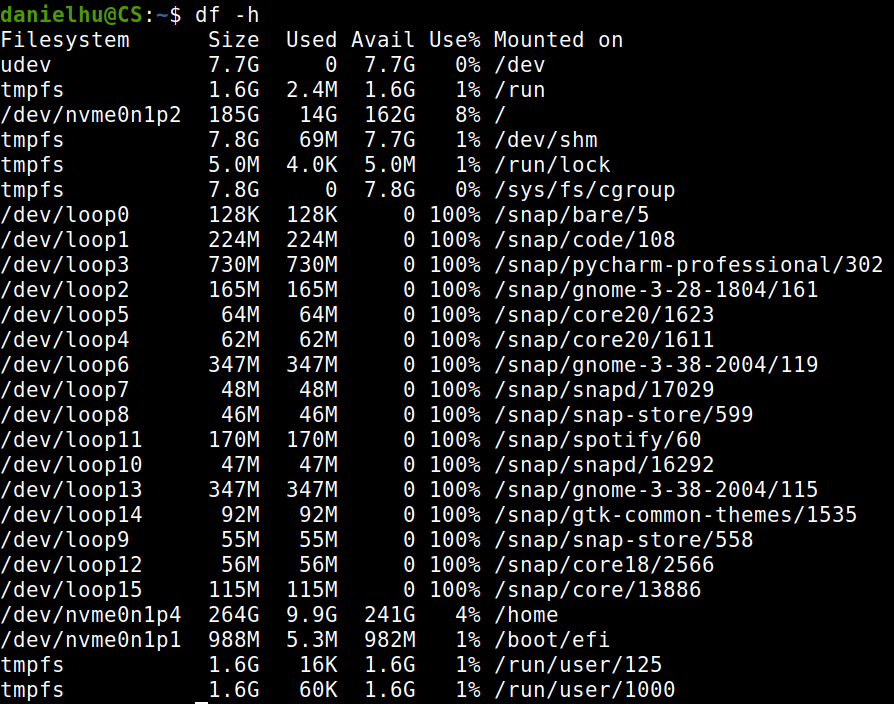 danielhu@CS:~$ df -h
Filesystem      Size  Used Avail Use% Mounted on
udev            7.7G     0  7.7G   0% /dev
tmpfs           1.6G  2.4M  1.6G   1% /run
/dev/nvme0n1p2  185G   14G  162G   8% /
tmpfs           7.8G   69M  7.7G   1% /dev/shm
tmpfs           5.0M  4.0K  5.0M   1% /run/lock
tmpfs           7.8G     0  7.8G   0% /sys/fs/cgroup
/dev/loop0      128K  128K     0 100% /snap/bare/5
/dev/loop1      224M  224M     0 100% /snap/code/108
/dev/loop3      730M  730M     0 100% /snap/pycharm-professional/302
/dev/loop2      165M  165M     0 100% /snap/gnome-3-28-1804/161
/dev/loop5       64M   64M     0 100% /snap/core20/1623
/dev/loop4       62M   62M     0 100% /snap/core20/1611
/dev/loop6      347M  347M     0 100% /snap/gnome-3-38-2004/119
/dev/loop7       48M   48M     0 100% /snap/snapd/17029
/dev/loop8       46M   46M     0 100% /snap/snap-store/599
/dev/loop11     170M  170M     0 100% /snap/spotify/60
/dev/loop10      47M   47M     0 100% /snap/snapd/16292
/dev/loop13     347M  347M     0 100% /snap/gnome-3-38-2004/115
/dev/loop14      92M   92M     0 100% /snap/gtk-common-themes/1535
/dev/loop9       55M   55M     0 100% /snap/snap-store/558
/dev/loop12      56M   56M     0 100% /snap/core18/2566
/dev/loop15     115M  115M     0 100% /snap/core/13886
/dev/nvme0n1p4  264G  9.9G  241G   4% /home
/dev/nvme0n1p1  988M  5.3M  982M   1% /boot/efi
tmpfs           1.6G   16K  1.6G   1% /run/user/125
tmpfs           1.6G   60K  1.6G   1% /run/user/1000